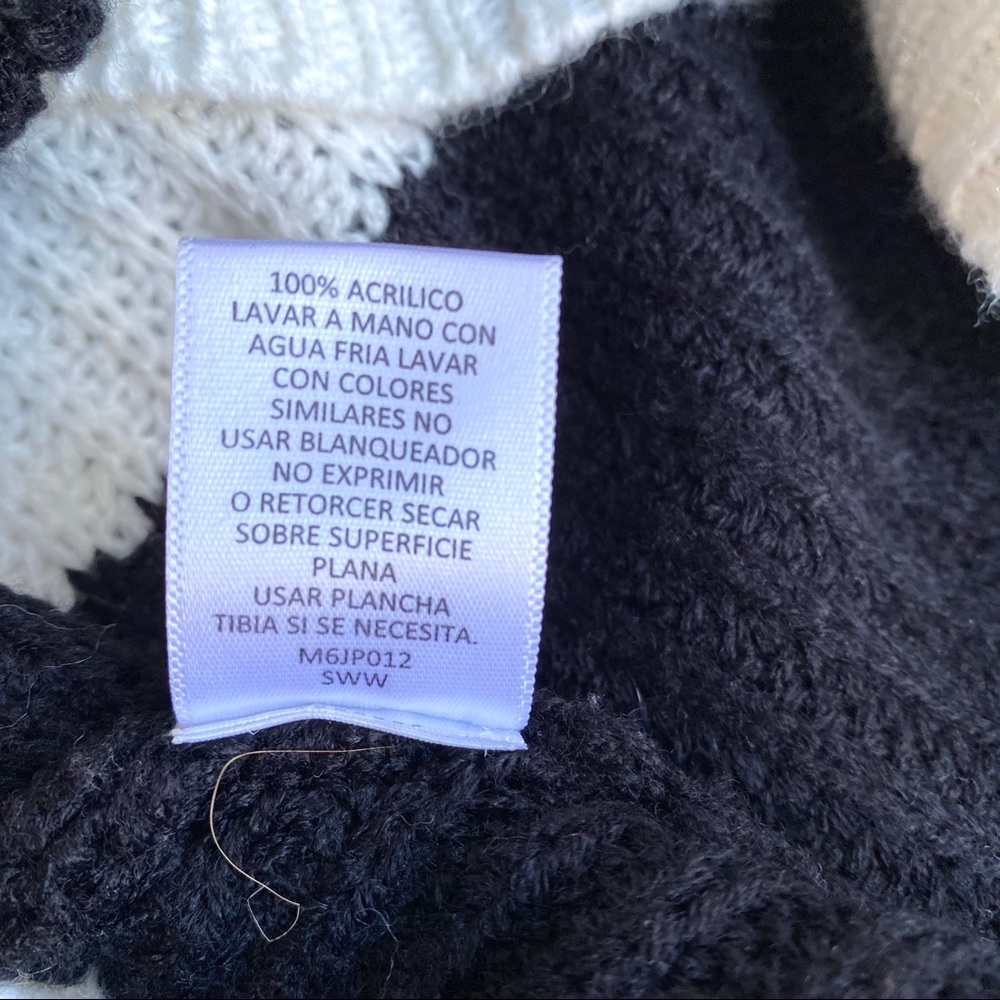 100% ACRILICO
LAVAR A MANO CON
AGUA FRIA LAVAR
CON COLORES
SIMILARES NO
USAR BLANQUEADOR
NO EXPRIMIR
O RETORCER SECAR
SOBRE SUPERFICIE
PLANA
USAR PLANCHA
TIBIA SI SE NECESITA.
M6JP012
SWW